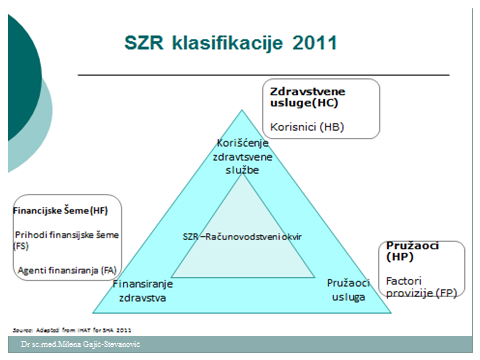 SZR klasifikacije 2011
Zdravstvene
usluge(HC)
Korisnici (HB)
Korišćenje
zdravtsvene
službe
Financijske Šeme(HF)
Prihodi finansijske šeme
(FS)
Agenti finansiranja (FA)
SZR –Računovodstveni okvir
Pružaoci
(HP)
Factori
provizije (FP)
Finansiranje
zdravstva
Pružaoci
usluga
Source: Adapted from IHAT for SHA 2011
Dr sc.med.Milena Gajić-Stevanović